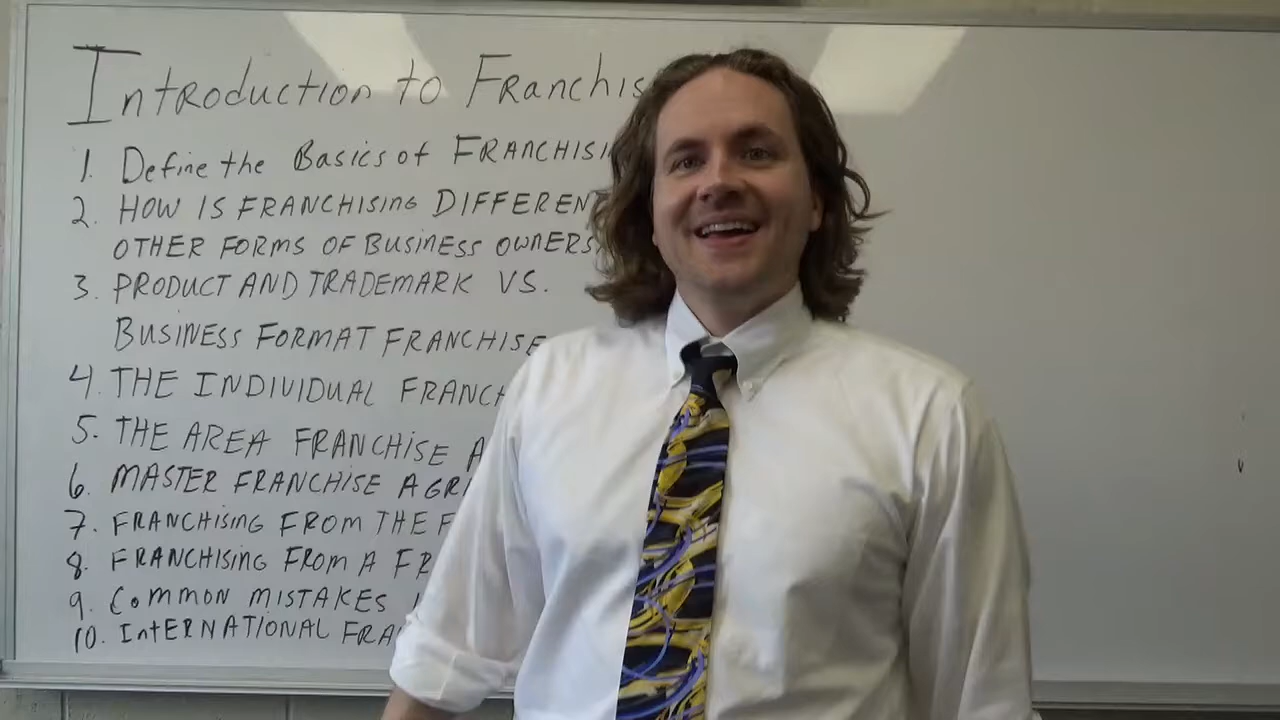 Introduction to Franchis
1. Define the Basics of FRANCHISI
2. HOW IS FRANCHISING DIFFERENT
OTHER FORMS OF BUSINESS OWNERS
3. PRODUCT AND TRADEMARK VS.
BUSINESS FORMAT FRANCHISE
4. THE INDIVIDUAL FRANCH
5. THE AREA FRANCHISE A
6. MASTER FRANCHISE AGR
7. FRANCHISING FROM THE F
8. FRANCHISING FROM A FR
9. COMMON MISTAKES
10. INTERNATIONAL FRA